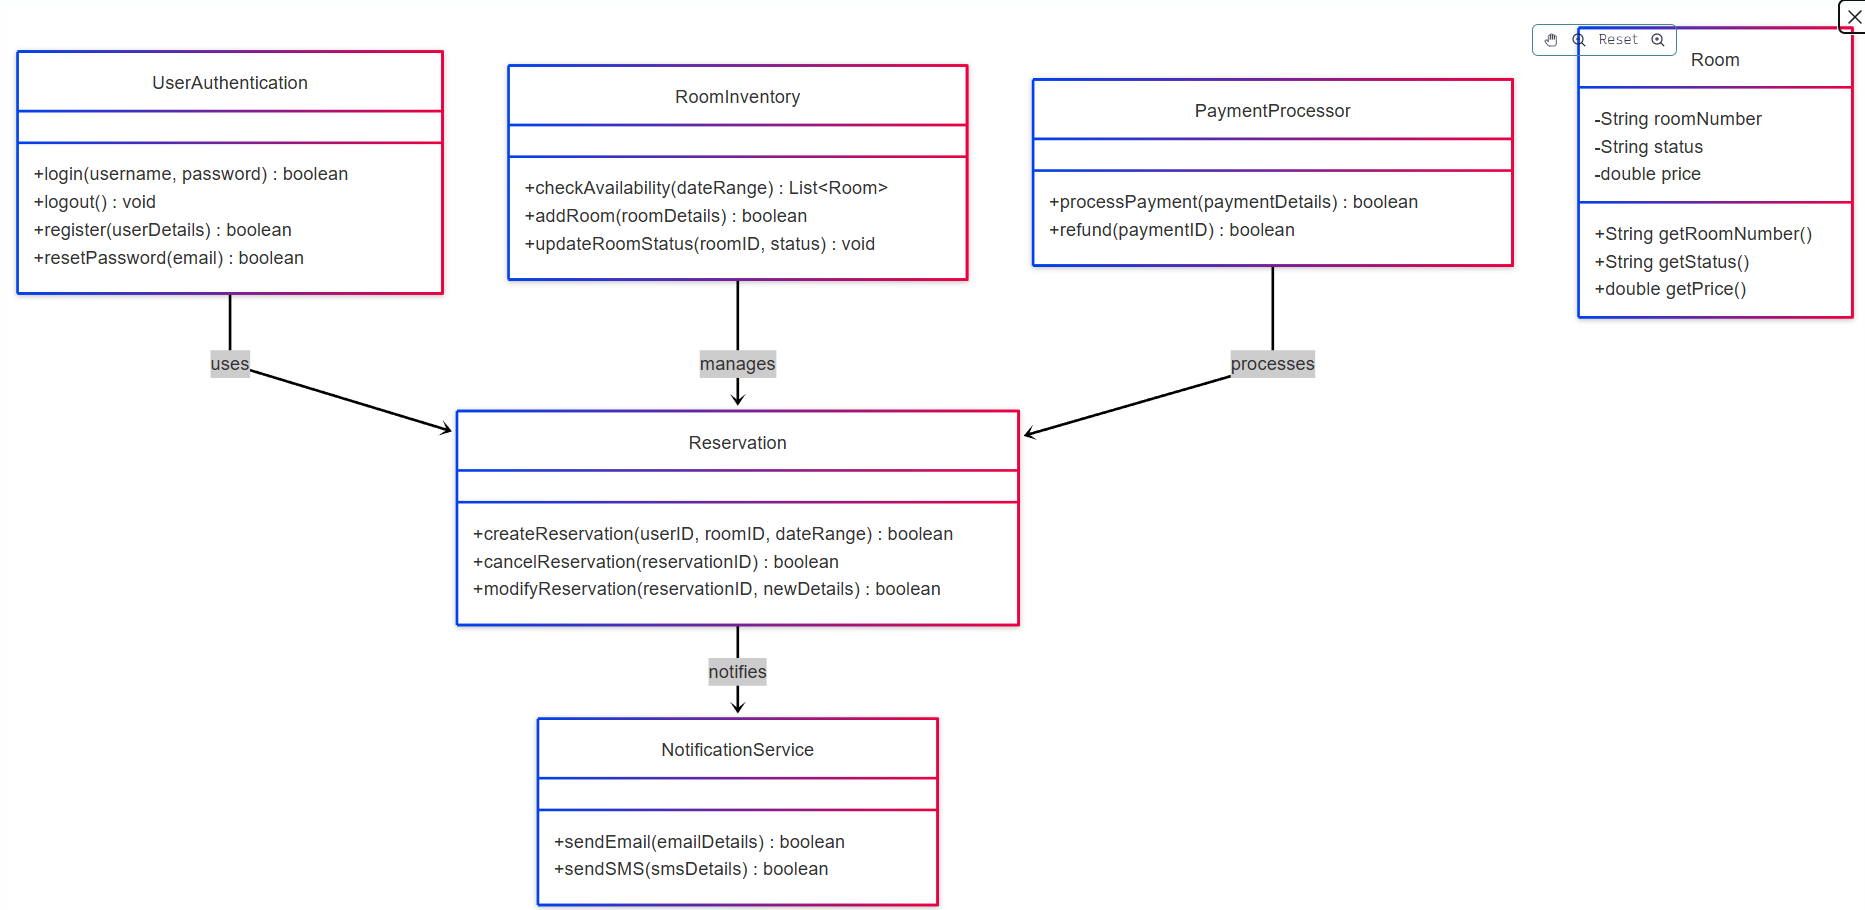 UserAuthentication
+login(username, password) : boolean
+logout() : void
+register(userDetails) : boolean
+resetPassword(email) : boolean
RoomInventory
+checkAvailability(dateRange) : List<Room>
+addRoom(roomDetails) : boolean
+updateRoomStatus(roomID, status) : void
PaymentProcessor
+processPayment(paymentDetails) : boolean
+refund(paymentID) : boolean
Reset
Room
-String roomNumber
-String status
-double price
+String getRoomNumber()
+String getStatus()
+double getPrice()
uses
manages
processes
Reservation
+createReservation(userID, roomID, dateRange) : boolean
+cancelReservation(reservationID) : boolean
+modifyReservation(reservationID, newDetails) : boolean
notifies
NotificationService
+sendEmail(emailDetails) : boolean
+sendSMS(smsDetails) : boolean